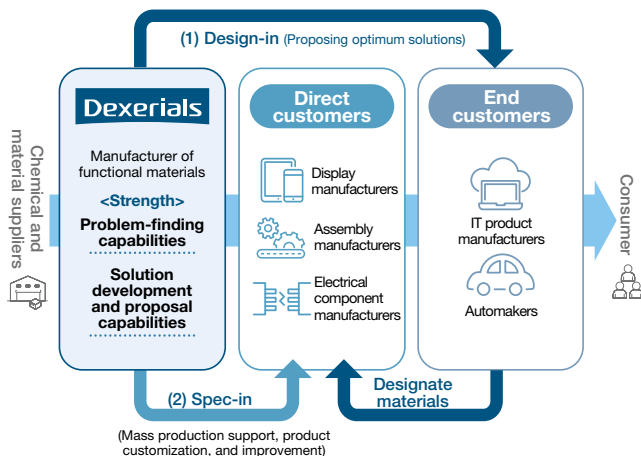 (1) Design-in (Proposing optimum solutions)
Chemical and
material suppliers
Dexerials
Manufacturer of
functional materials
<Strength>
Problem-finding
capabilities
Solution
development
and proposal
capabilities
Direct
customers
Display
manufacturers
Assembly
manufacturers
Electrical
component
manufacturers
End
customers
IT product
manufacturers
Automakers
Consumer
(2) Spec-in
(Mass production support, product
customization, and improvement)
Designate
materials